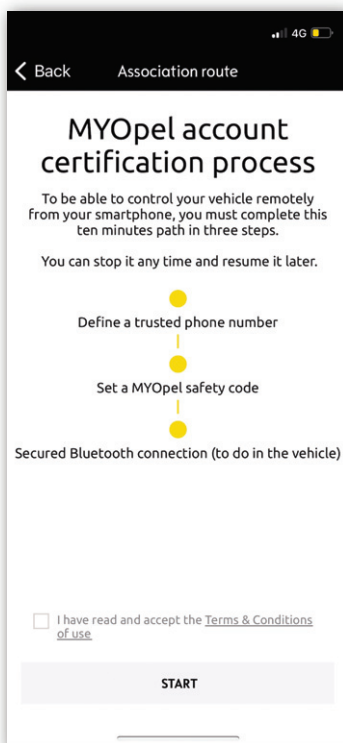 4G
Back
Association route
MYOpel account
certification process
To be able to control your vehicle remotely
from your smartphone, you must complete this
ten minutes path in three steps.
You can stop it any time and resume it later.
Define a trusted phone number
Set a MYOpel safety code
Secured Bluetooth connection (to do in the vehicle)
I have read and accept the Terms & Conditions
of use
START